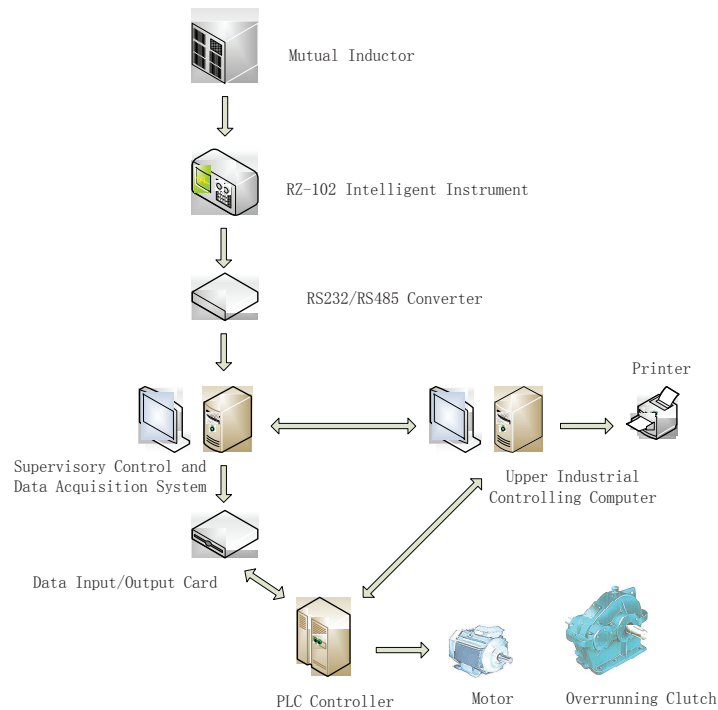 Mutual Inductor
RZ-102 Intelligent Instrument
RS232/RS485 Converter
Printer
Supervisory Control and
Data Acquisition System
Upper Industrial
Controlling Computer
Data Input/Output Card
PLC Controller
Motor
Overrunning Clutch